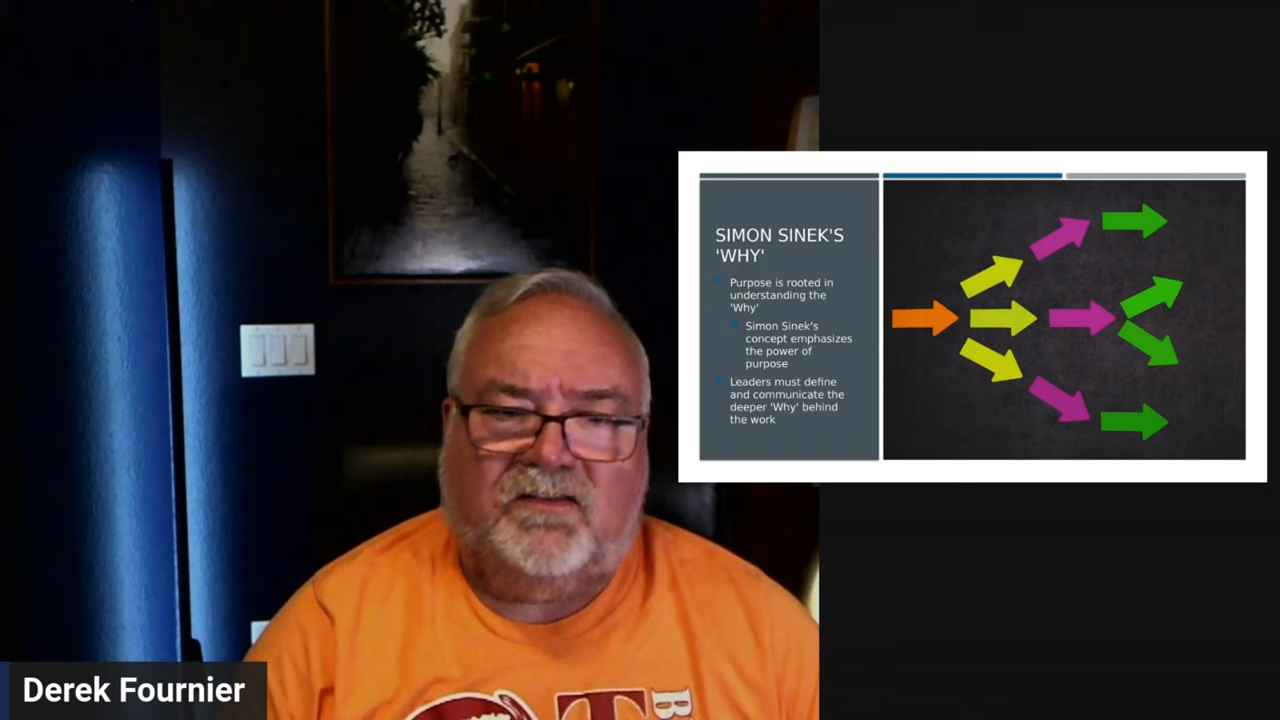 SIMON SINEK'S
'WHY'
Purpose is rooted in
understanding the
'Why'
Simon Sinek's
concept emphasizes
the power of
purpose
Leaders must define
and communicate the
deeper 'Why' behind
the work
Derek Fournier